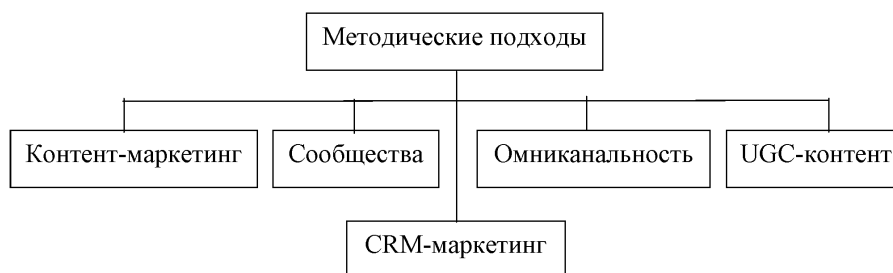 Методические подходы
Контент-маркетинг
Сообщества
Омниканальность
UGC-контент
CRM-маркетинг